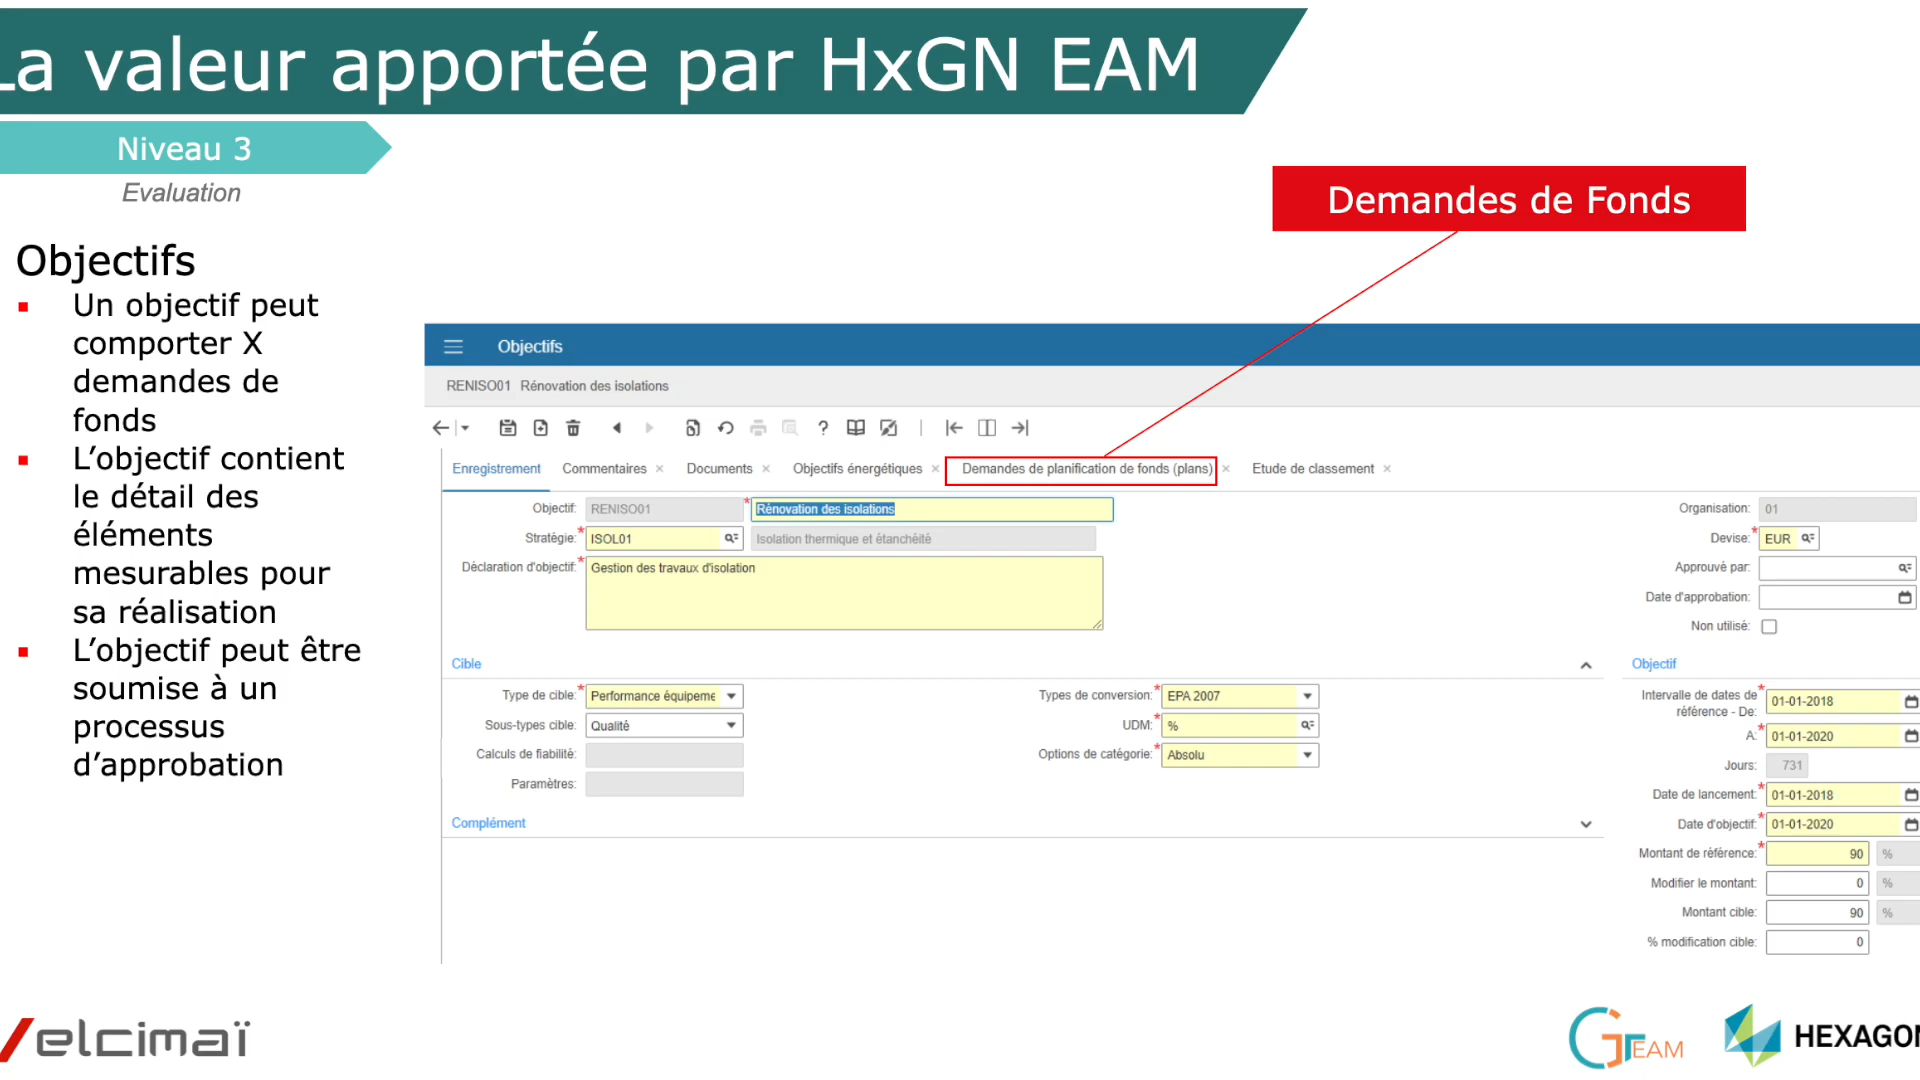 La valeur apportée par HxGN EAM
Niveau 3
Evaluation
Demandes de Fonds
Objectifs
Un objectif peut
comporter X
demandes de
fonds
L’objectif contient
le détail des
éléments
mesurables pour
sa réalisation
L’objectif peut être
soumise à un
processus
d’approbation
Objectifs
RENISO01 Rénovation des isolations
Enregistrement Commentaires × Documents × Objectifs énergétiques × Demandes de planification de fonds (plans) × Etude de classement ×
Objectif: RENISO01 * Rénovation des isolations Organisation: 01
Stratégie: * ISOL01 Isolation thermique et étanchéité Devise: * EUR
Déclaration d'objectif: * Gestion des travaux d'isolation Approuvé par:
Date d'approbation:
Non utilisé:
Cible Objectif
Type de cible: * Performance équipeme Types de conversion: * EPA 2007 Intervalle de dates de
référence - De: * 01-01-2018
Sous-types cible: Qualité UDM: * % A: * 01-01-2020
Calculs de fiabilité: Options de catégorie: * Absolu Jours: 731
Paramètres: Date de lancement: * 01-01-2018
Complément Date d'objectif: * 01-01-2020
Montant de référence: * 90 %
Modifier le montant: 0 %
Montant cible: 90 %
% modification cible: 0
elcimaï
GJTEAM
HEXAGON